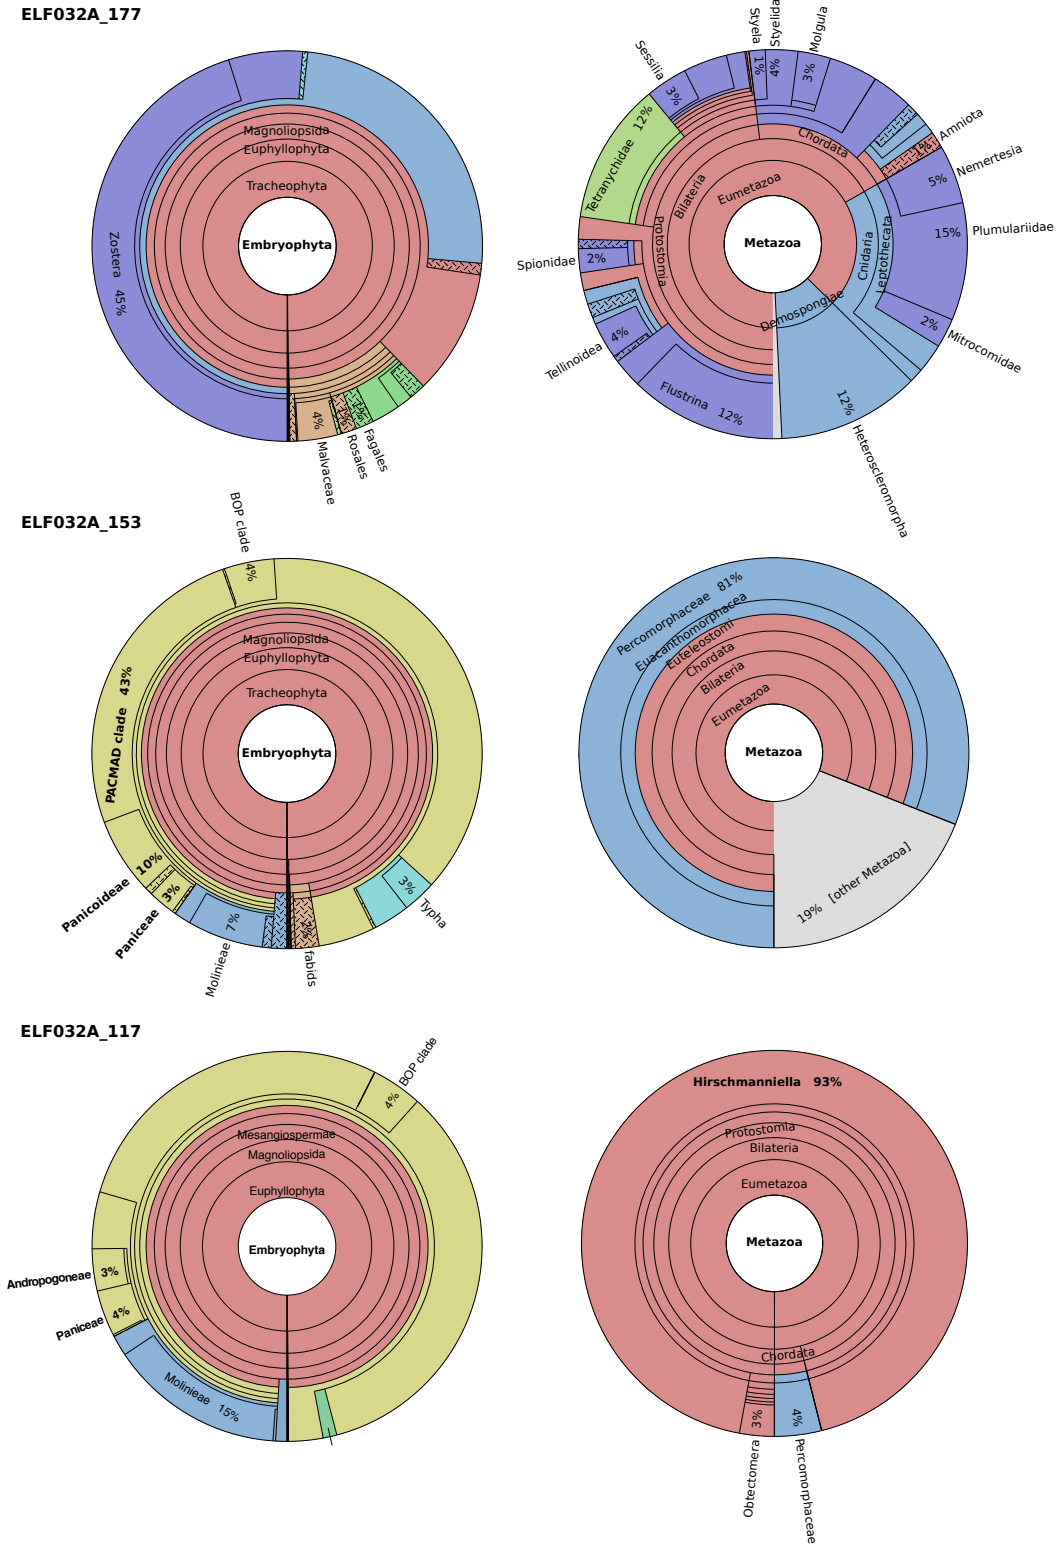 ELF032A_177
Magnoliopsida
Euphyllophyta
Tracheophyta
Embryophyta
Zostera 45%
4%
Malvaceae
Rosales
Fagales
Sessilia
3%
Styela
1%
Styelida
4%
Molgula
3%
Chordata
Amniota
Nemertesia
5%
Plumulariidae
15%
Tetranychidae 12%
Bilateria
Eumetazoa
Protostomia
Metazoa
Cnidaria
Leptothecata
Demospongiae
Spionidae
2%
2%
Mitrocomidae
Tellinoidea
4%
Flustrina 12%
12%
Heteroscleromorpha
ELF032A_153
BOP clade
4%
Magnoliopsida
Euphyllophyta
Tracheophyta
Embryophyta
PACMAD clade 43%
10%
Panicoideae
3%
Paniceae
7%
Molinieae
fabids
3%
Typha
Percomorphaceae 81%
Euacanthomorphacea
Euteleostomi
Chordata
Bilateria
Eumetazoa
Metazoa
19% [other Metazoa]
ELF032A_117
BOP clade
4%
Mesangiospermae
Magnoliopsida
Euphyllophyta
Embryophyta
Andropogoneae
3%
Paniceae
4%
Molinieae 15%
Hirschmanniella 93%
Protostomia
Bilateria
Eumetazoa
Metazoa
Chordata
3%
Obtectomera
4%
Percomorphaceae